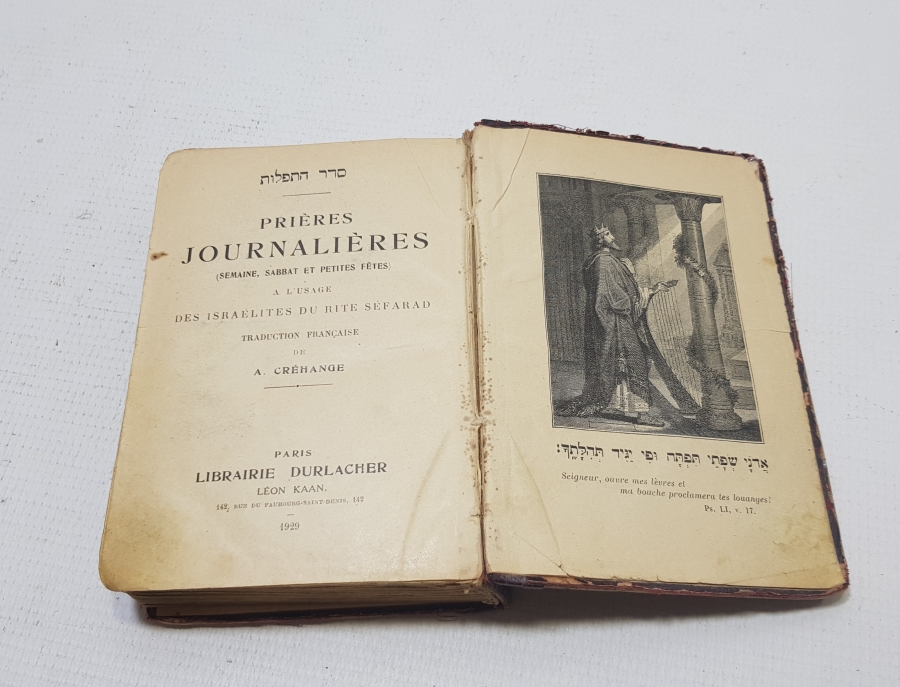 סדר התפלות
PRIÈRES
JOURNALIÈRES
(SEMAINE, SABBAT ET PETITES FÊTES)
A L'USAGE
DES ISRAÉLITES DU RITE SÉFARAD
TRADUCTION FRANÇAISE
DE
A. CRÉHANGE
PARIS
LIBRAIRIE DURLACHER
LÉON KAAN,
142, RUE DU FAUBOURG-SAINT-DENIS, 142
1929
אֲדֹנָי שְׂפָתַי תִּפְתָּח וּפִי יַגִּיד תְּהִלָּתֶֽךָ:
Seigneur, ouvre mes lèvres et
ma bouche proclamera tes louanges!
Ps. LI, v. 17.